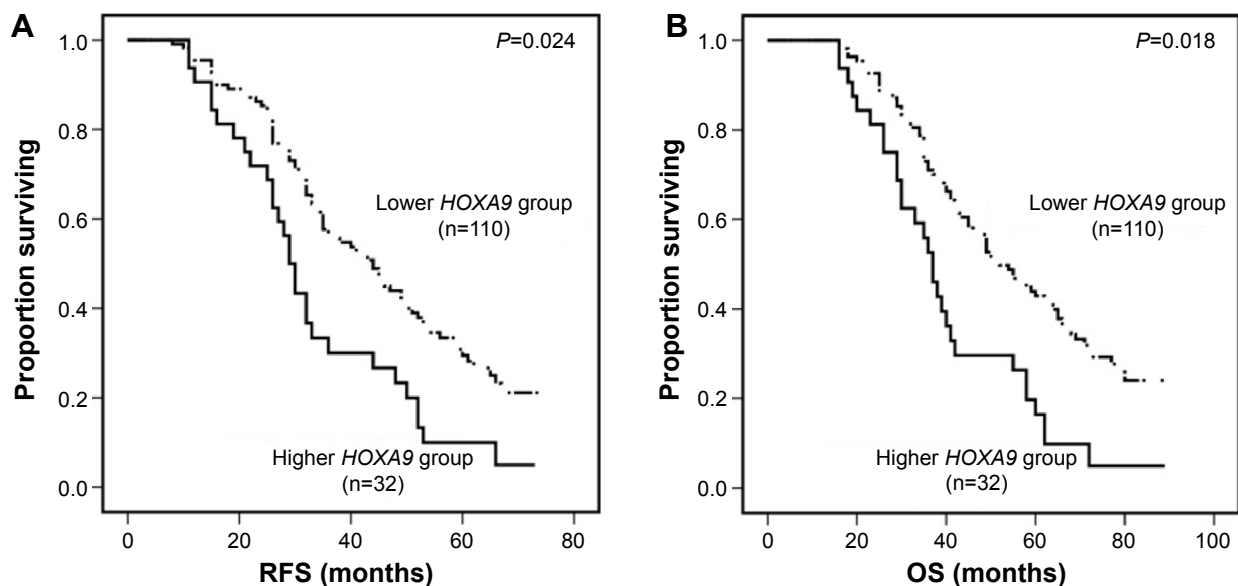 A
P=0.024
1.0
0.8
0.6
0.4
0.2
0.0
Proportion surviving
Lower HOXA9 group
(n=110)
Higher HOXA9 group
(n=32)
0 20 40 60 80
RFS (months)
B
P=0.018
1.0
0.8
0.6
0.4
0.2
0.0
Proportion surviving
Lower HOXA9 group
(n=110)
Higher HOXA9 group
(n=32)
0 20 40 60 80 100
OS (months)